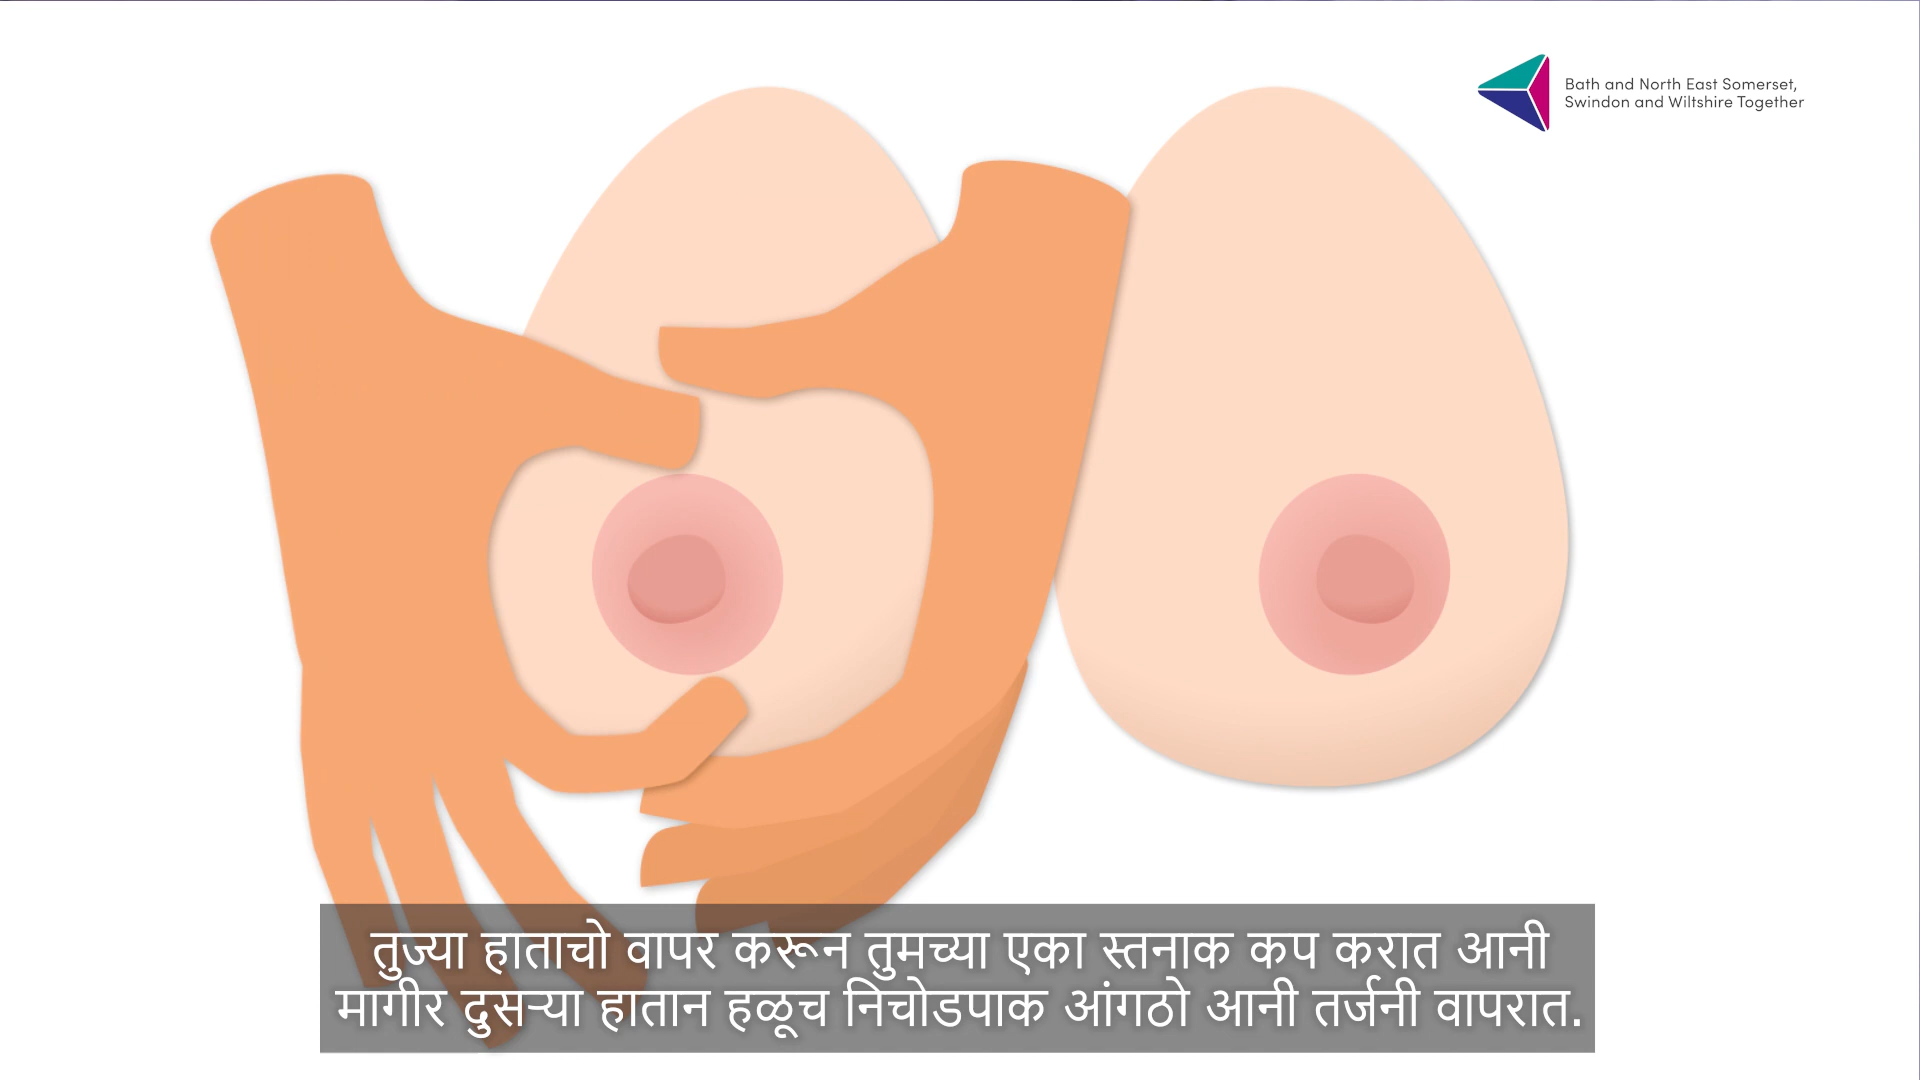 Bath and North East Somerset,
Swindon and Wiltshire Together
तुज्या हाताचो वापर करून तुमच्या एका स्तनाक कप करात आनी
मागीर दुसऱ्या हातान हळूच निचोडपाक आंगठो आनी तर्जनी वापरात.